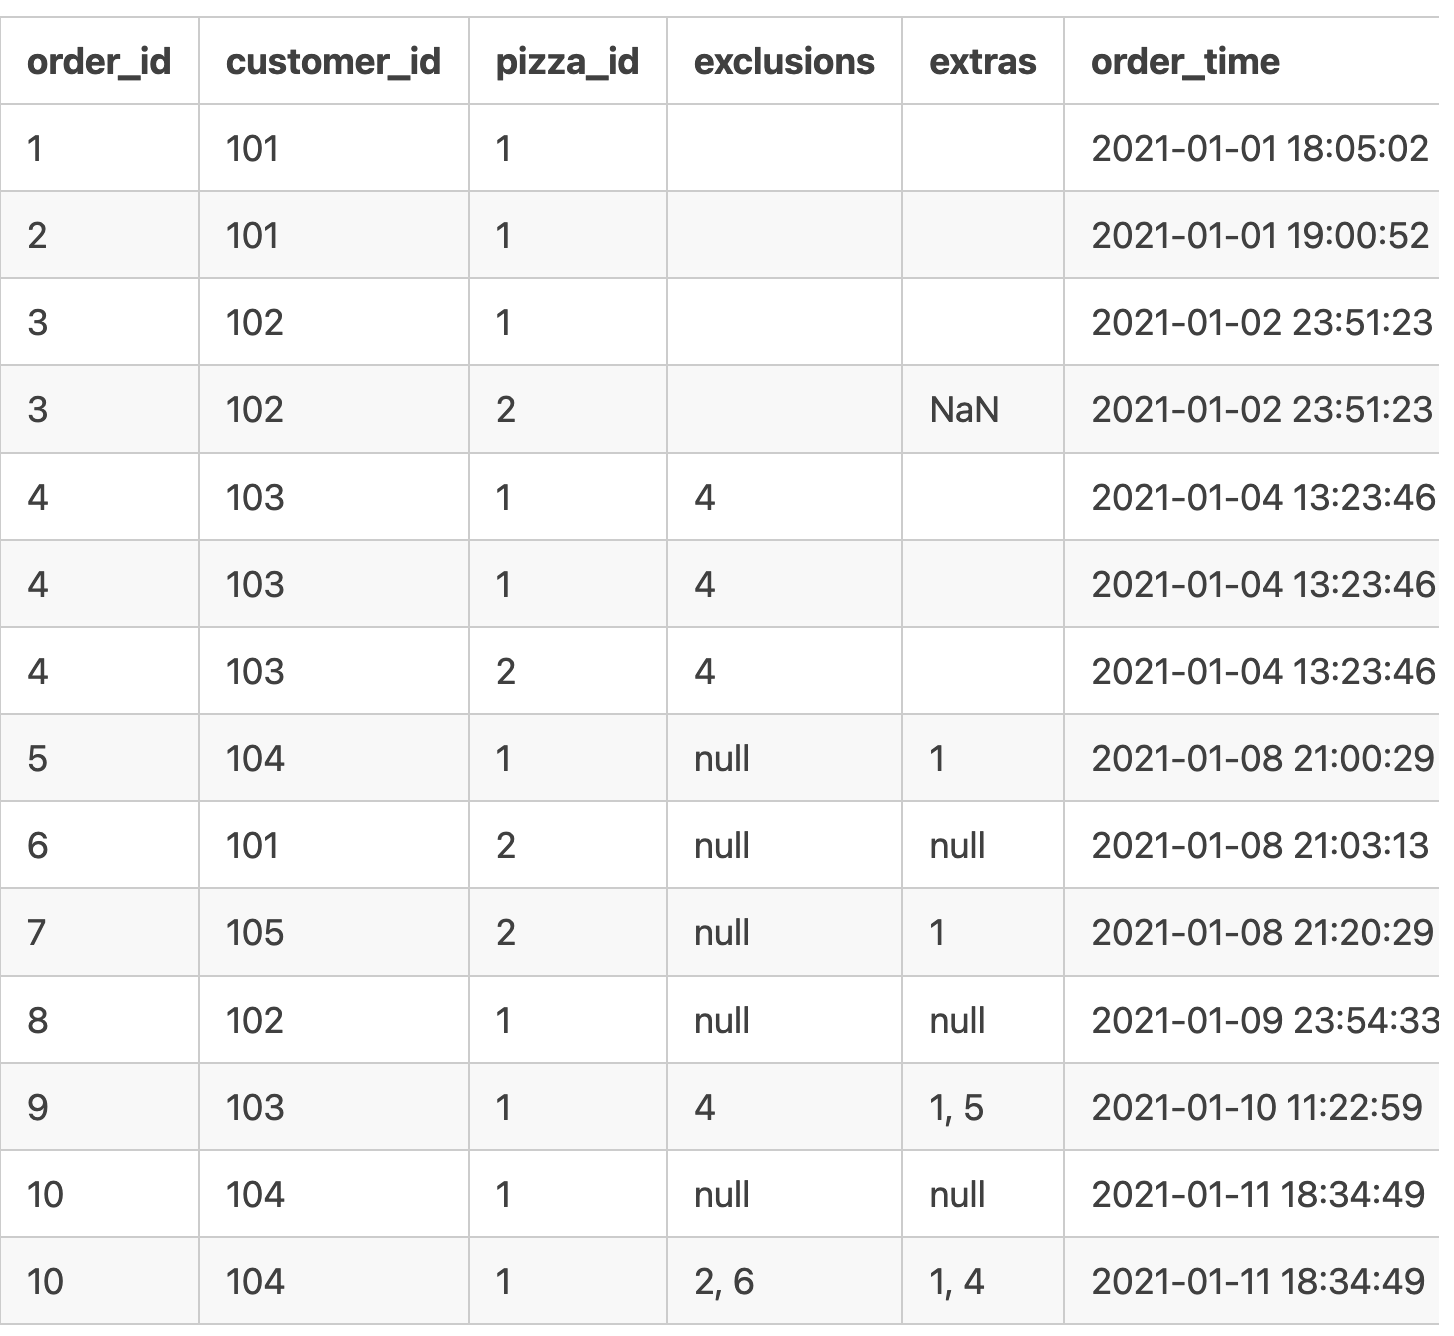 order_id customer_id pizza_id exclusions extras order_time
1 101 1 2021-01-01 18:05:02
2 101 1 2021-01-01 19:00:52
3 102 1 2021-01-02 23:51:23
3 102 2 NaN 2021-01-02 23:51:23
4 103 1 4 2021-01-04 13:23:46
4 103 1 4 2021-01-04 13:23:46
4 103 2 4 2021-01-04 13:23:46
5 104 1 null 1 2021-01-08 21:00:29
6 101 2 null null 2021-01-08 21:03:13
7 105 2 null 1 2021-01-08 21:20:29
8 102 1 null null 2021-01-09 23:54:33
9 103 1 4 1, 5 2021-01-10 11:22:59
10 104 1 null null 2021-01-11 18:34:49
10 104 1 2, 6 1, 4 2021-01-11 18:34:49